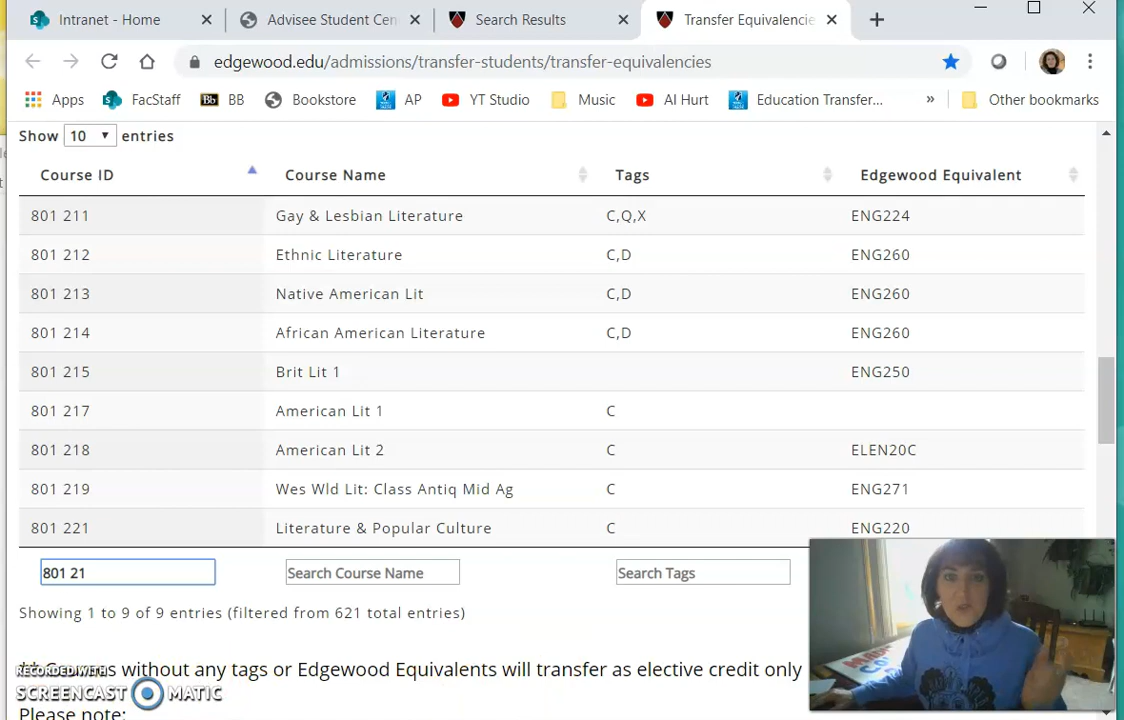 Intranet - Home
Advisee Student Cen
Search Results
Transfer Equivalencie
edgewood.edu/admissions/transfer-students/transfer-equivalencies
Apps FacStaff Bb BB Bookstore AP YT Studio Music AI Hurt Education Transfer... » Other bookmarks
Show 10 entries
Course ID Course Name Tags Edgewood Equivalent
801 211 Gay & Lesbian Literature C,Q,X ENG224
801 212 Ethnic Literature C,D ENG260
801 213 Native American Lit C,D ENG260
801 214 African American Literature C,D ENG260
801 215 Brit Lit 1 ENG250
801 217 American Lit 1 C
801 218 American Lit 2 C ELEN20C
801 219 Wes Wld Lit: Class Antiq Mid Ag C ENG271
801 221 Literature & Popular Culture C ENG220
801 21 Search Course Name Search Tags
Showing 1 to 9 of 9 entries (filtered from 621 total entries)
** without any tags or Edgewood Equivalents will transfer as elective credit only
RECORDED WITH
SCREENCAST MATIC
Please note: